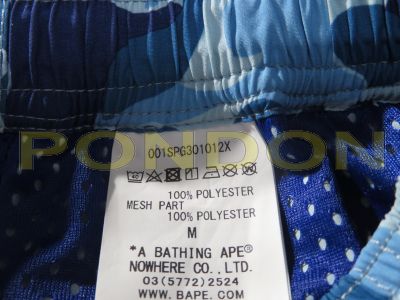 001SPG301012X
PONDON
100% POLYESTER
MESH PART
100% POLYESTER
M
"A BATHING APE®
NOWHERE CO., LTD.
03(5772)2524
WWW.BAPE.COM